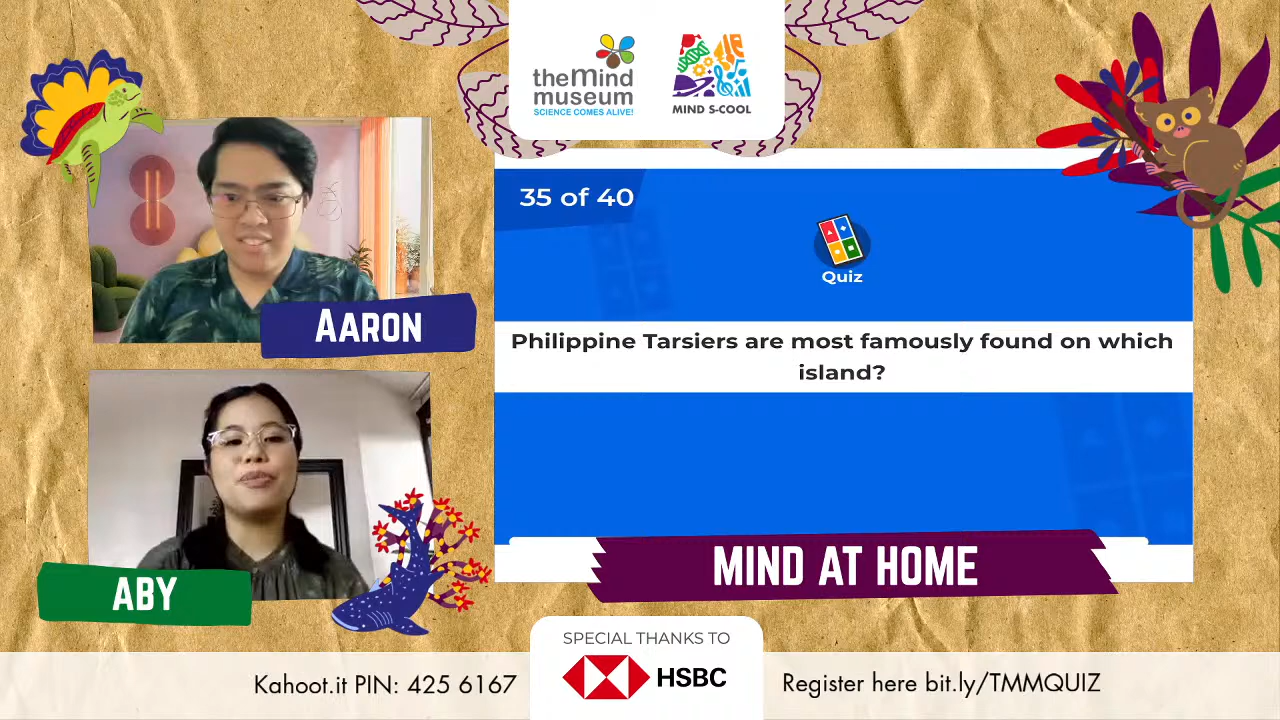 theMind
museum
SCIENCE COMES ALIVE!
MIND S-COOL
35 of 40
Quiz
Philippine Tarsiers are most famously found on which
island?
AARON
ABY
MIND AT HOME
SPECIAL THANKS TO
HSBC
Kahoot.it PIN: 425 6167
Register here bit.ly/TMMQUIZ